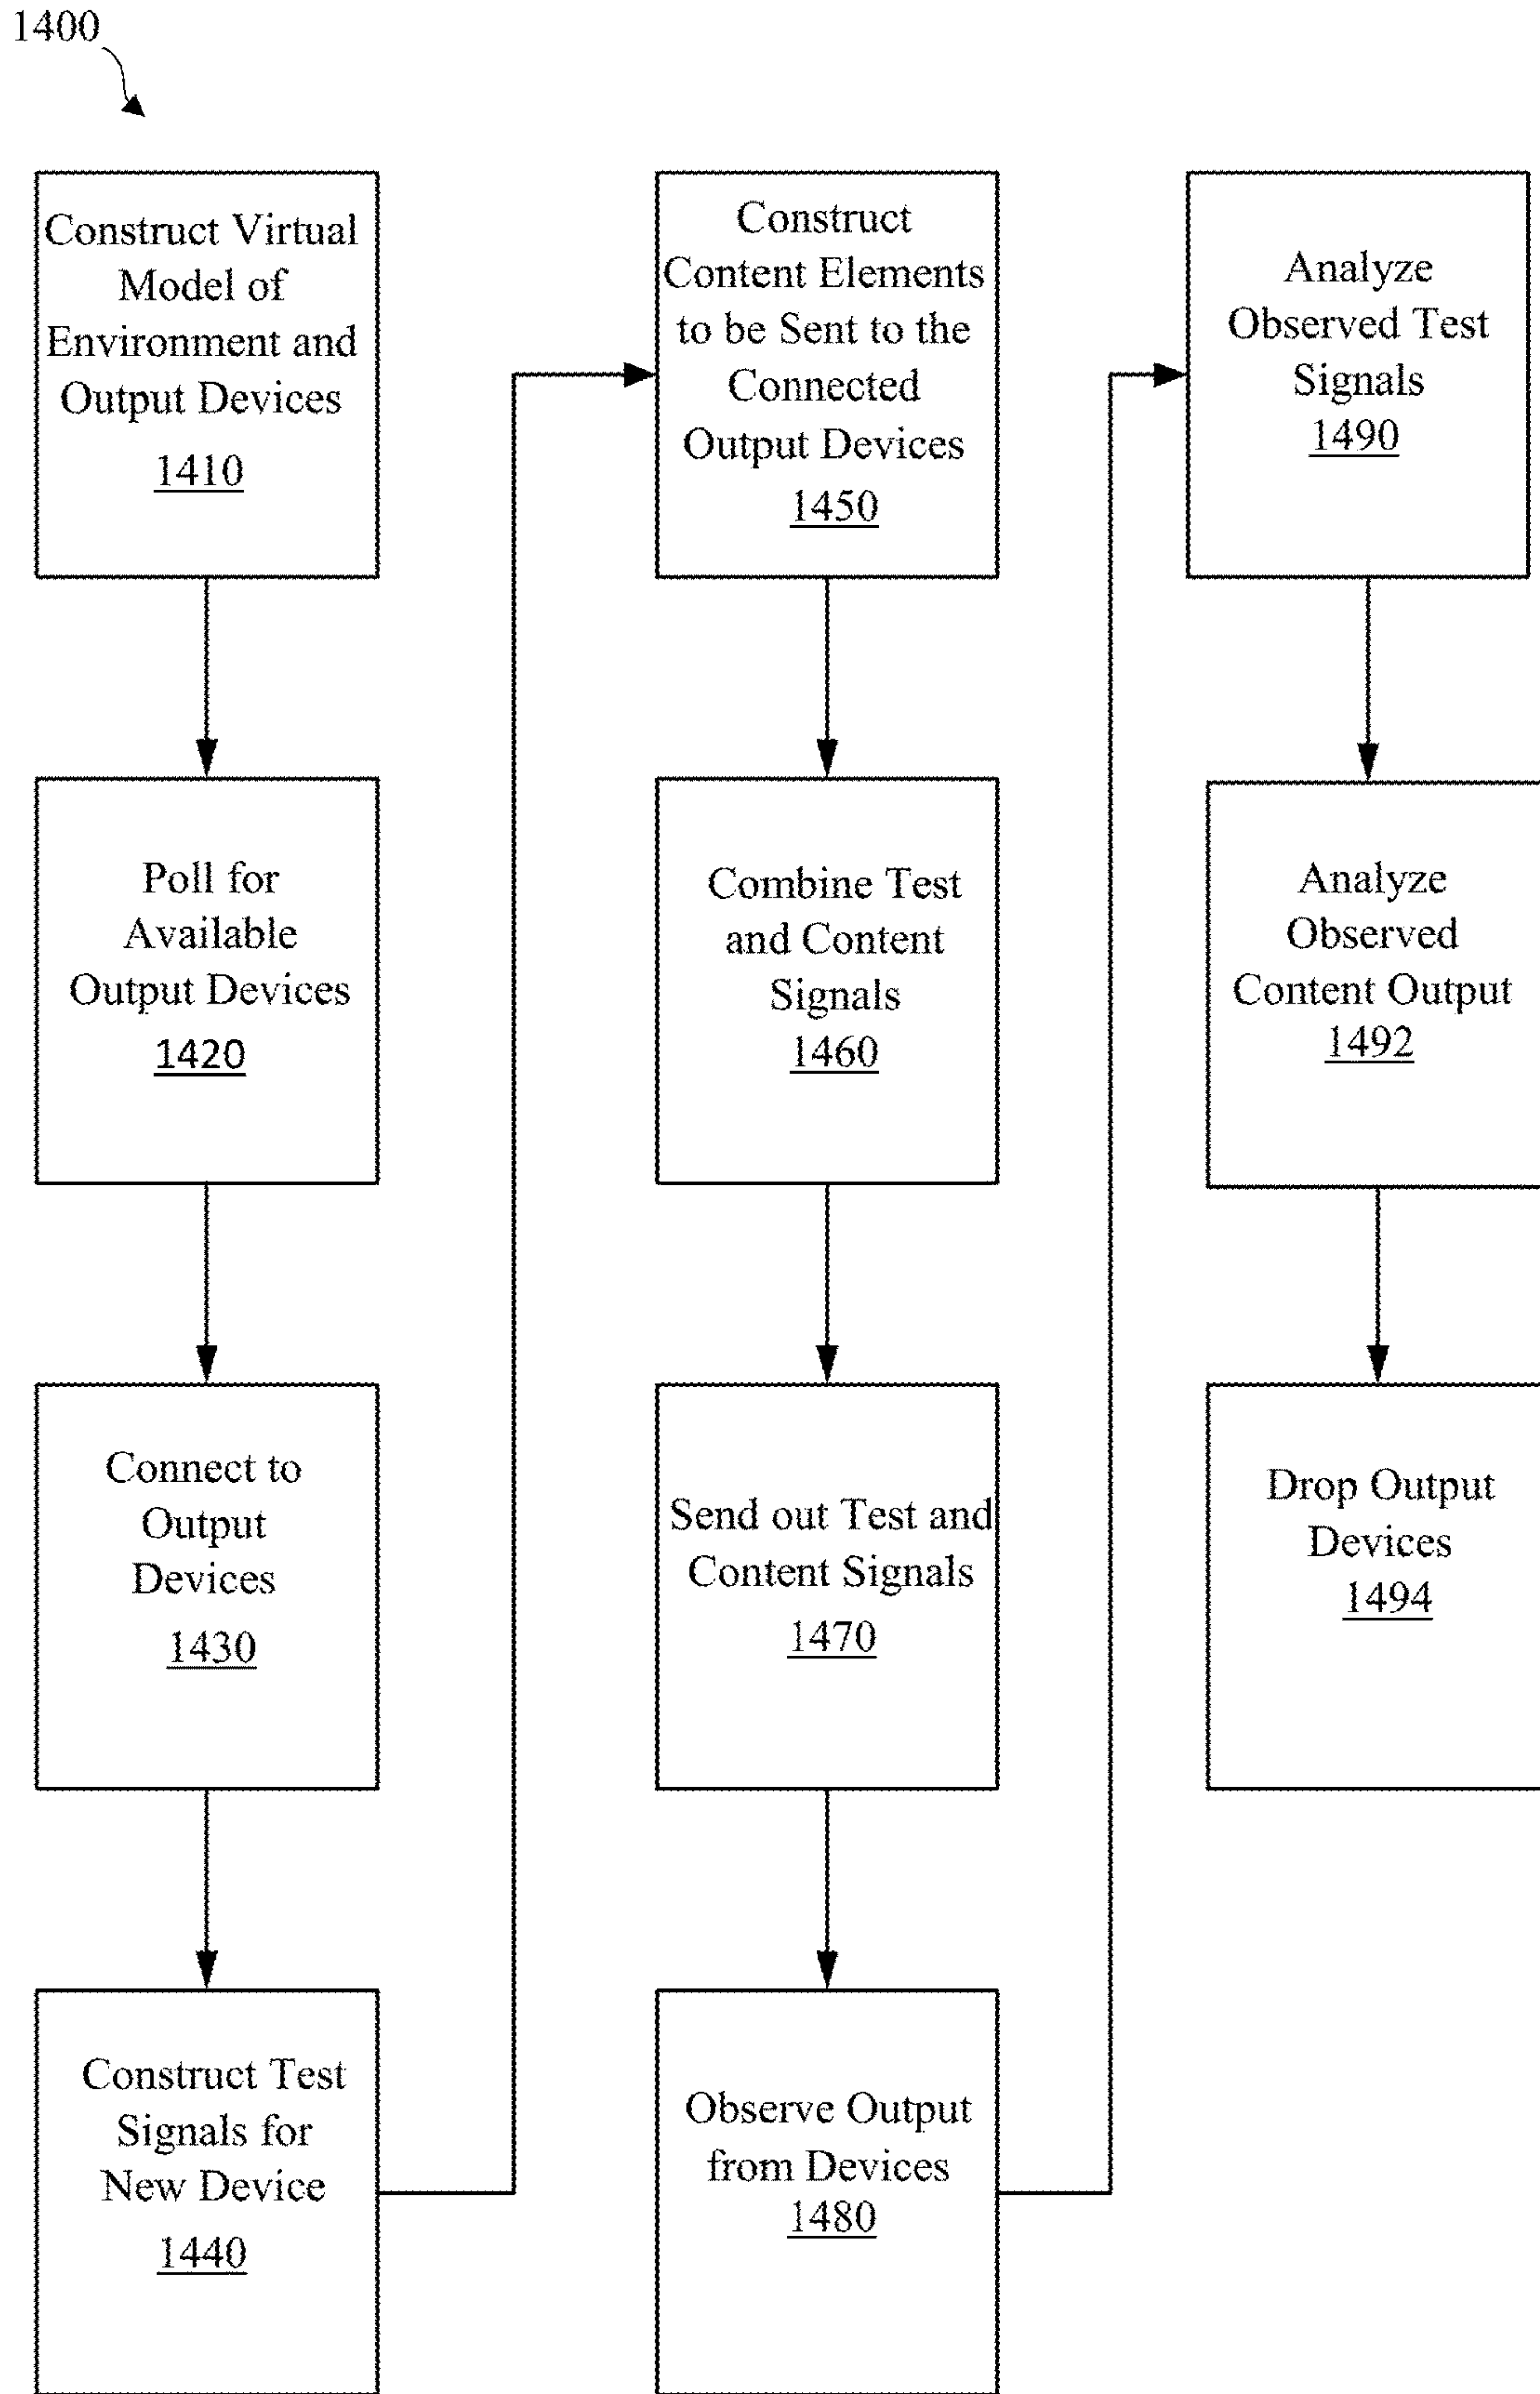 1400
Construct Virtual
Model of
Environment and
Output Devices
1410
Poll for
Available
Output Devices
1420
Connect to
Output
Devices
1430
Construct Test
Signals for
New Device
1440
Construct
Content Elements
to be Sent to the
Connected
Output Devices
1450
Combine Test
and Content
Signals
1460
Send out Test and
Content Signals
1470
Observe Output
from Devices
1480
Analyze
Observed Test
Signals
1490
Analyze
Observed
Content Output
1492
Drop Output
Devices
1494